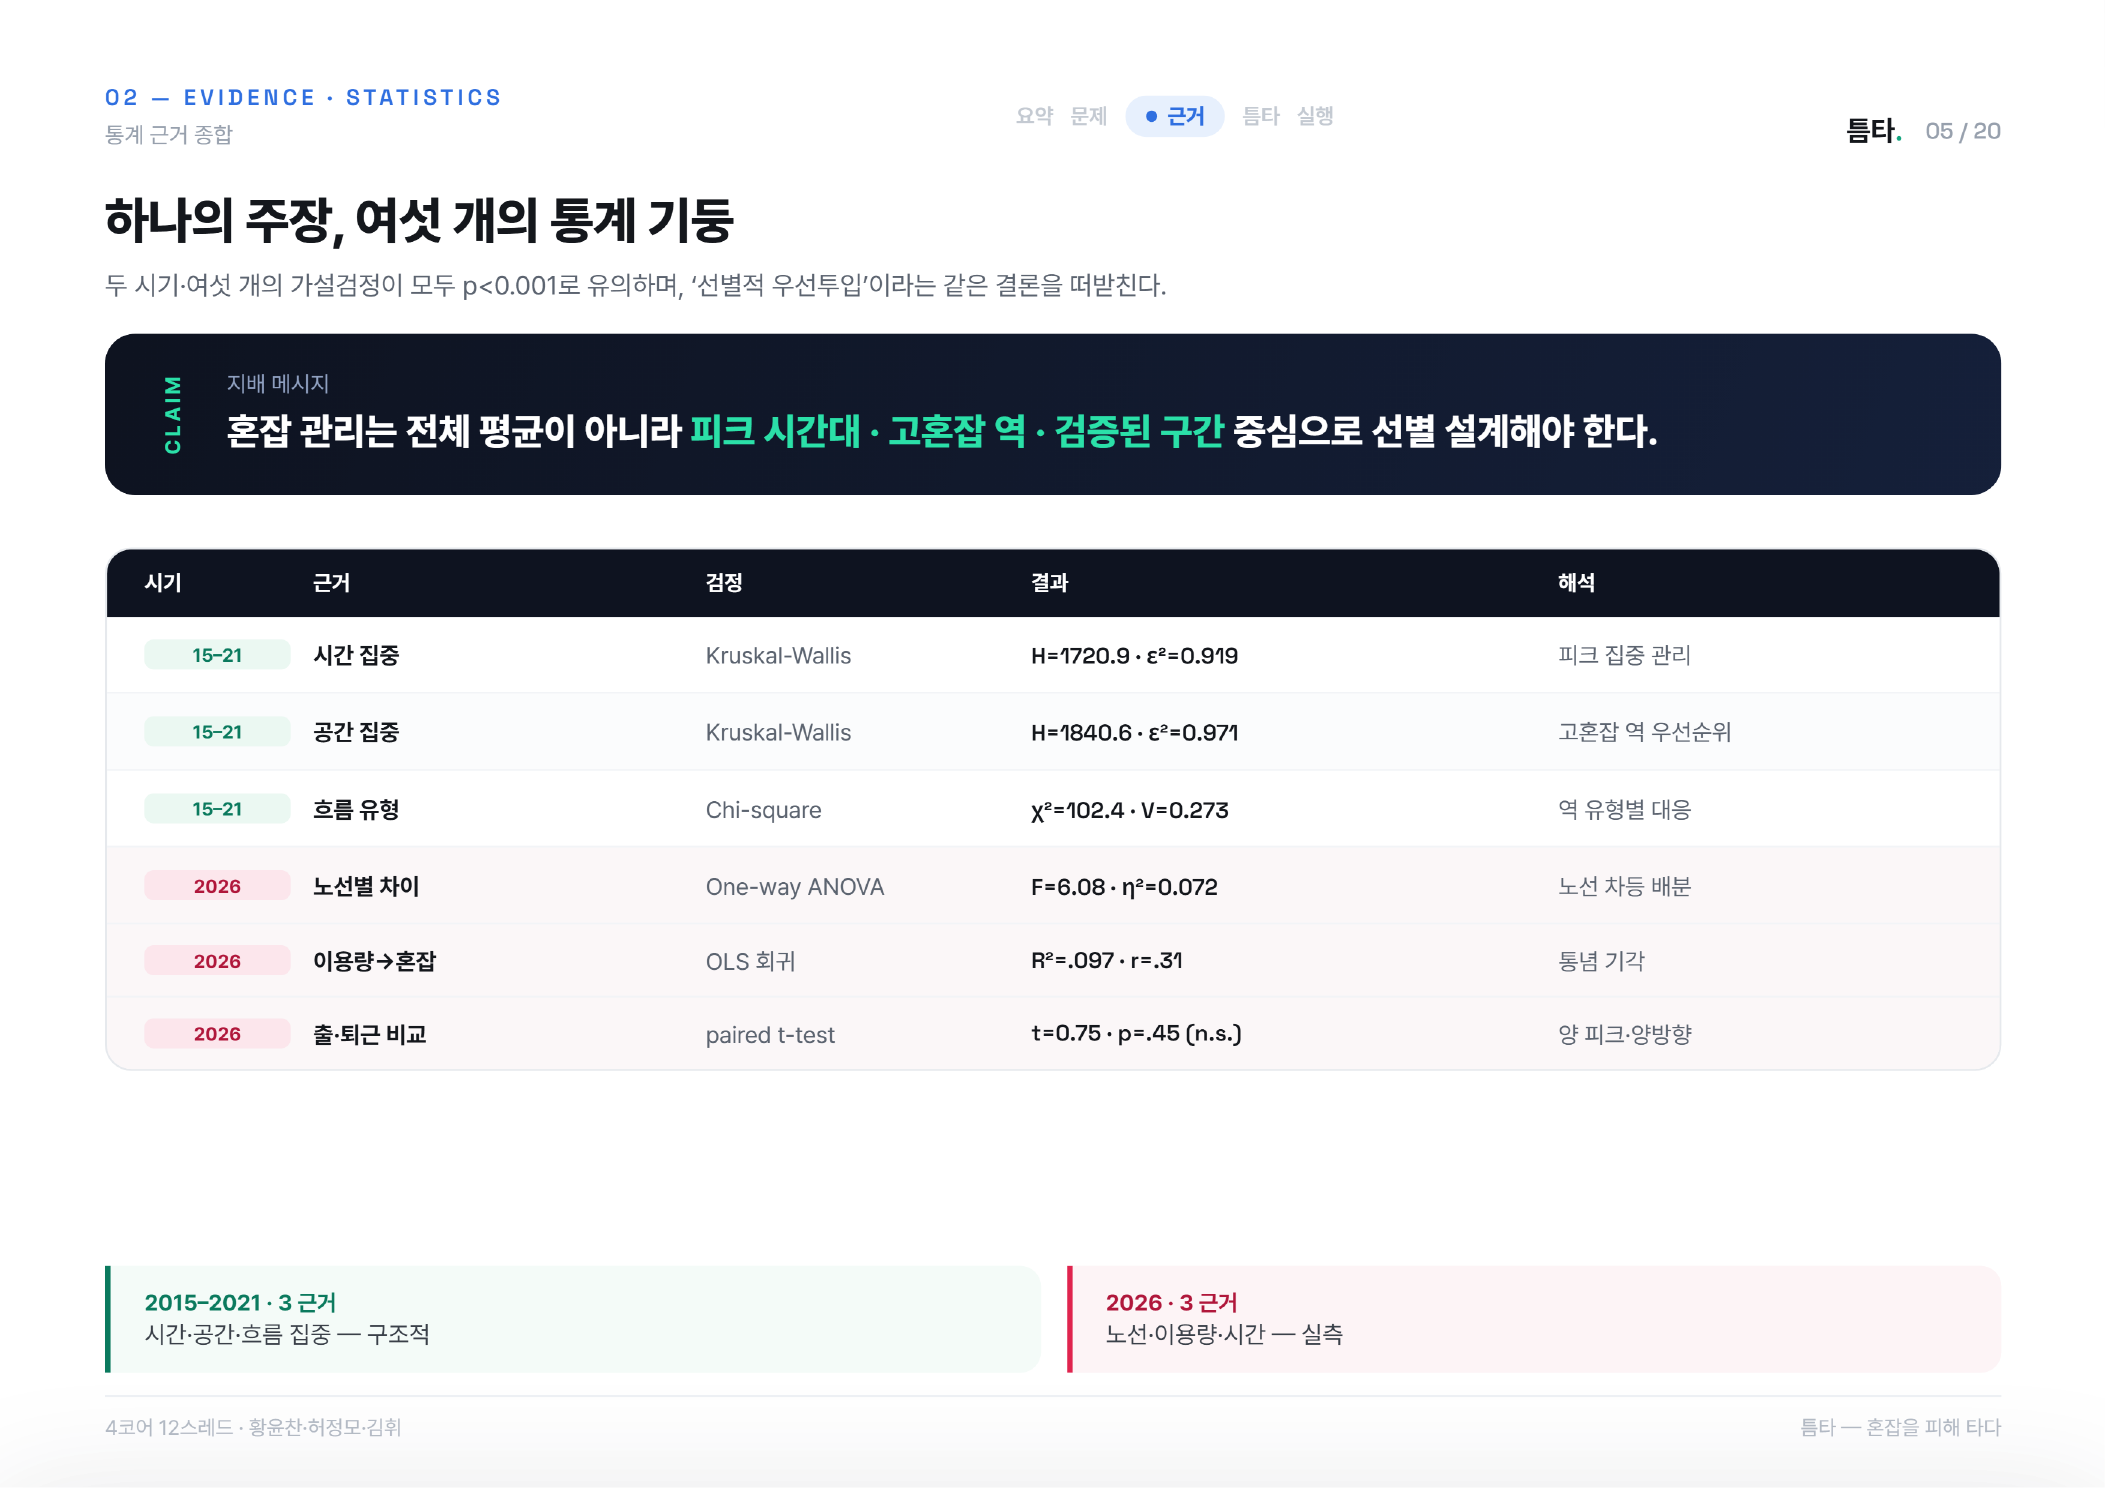 02 — EVIDENCE · STATISTICS
통계 근거 종합
요약 문제 • 근거 틈타 실행
틈타. 05 / 20
하나의 주장, 여섯 개의 통계 기둥
두 시기·여섯 개의 가설검정이 모두 p<0.001로 유의하며, ‘선별적 우선투입’이라는 같은 결론을 떠받친다.
CLAIM
지배 메시지
혼잡 관리는 전체 평균이 아니라 피크 시간대 · 고혼잡 역 · 검증된 구간 중심으로 선별 설계해야 한다.
시기 근거 검정 결과 해석
15–21 시간 집중 Kruskal-Wallis H=1720.9 · ε²=0.919 피크 집중 관리
15–21 공간 집중 Kruskal-Wallis H=1840.6 · ε²=0.971 고혼잡 역 우선순위
15–21 흐름 유형 Chi-square χ²=102.4 · V=0.273 역 유형별 대응
2026 노선별 차이 One-way ANOVA F=6.08 · η²=0.072 노선 차등 배분
2026 이용량→혼잡 OLS 회귀 R²=.097 · r=.31 통념 기각
2026 출·퇴근 비교 paired t-test t=0.75 · p=.45 (n.s.) 양 피크·양방향
2015–2021 · 3 근거
시간·공간·흐름 집중 — 구조적
2026 · 3 근거
노선·이용량·시간 — 실측
4코어 12스레드 · 황윤찬·허정모·김휘
틈타 — 혼잡을 피해 타다